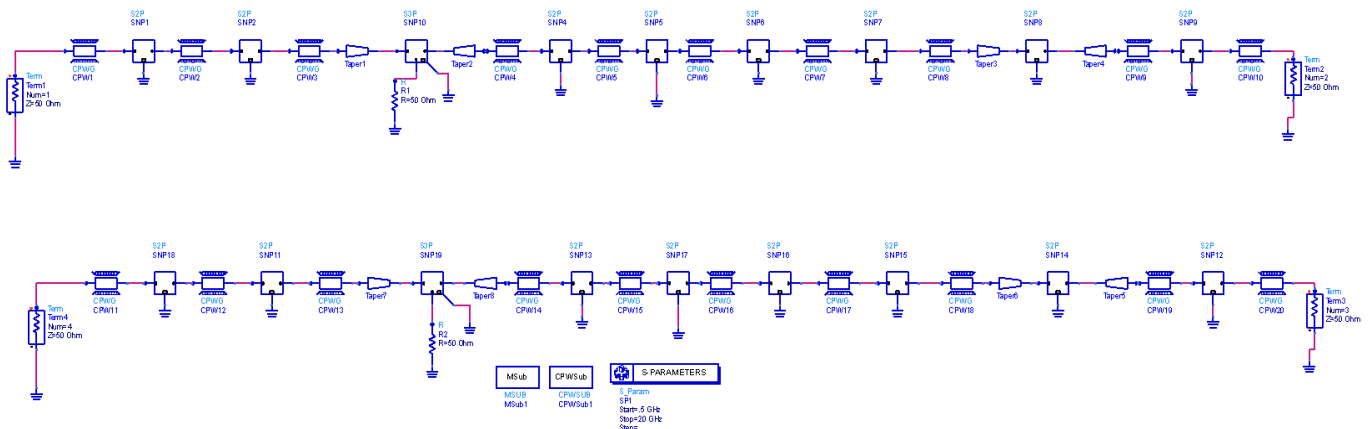 S2P
SNP1
S2P
SNP2
S3P
SNP10
S2P
SNP4
S2P
SNP5
S2P
SNP6
S2P
SNP7
S2P
SNP8
S2P
SNP9
CPWG
CPW1
CPWG
CPW2
CPWG
CPW3
Taper1
Taper2
CPWG
CPW4
CPWG
CPW5
CPWG
CPW6
CPWG
CPW7
CPWG
CPW8
Taper3
Taper4
CPWG
CPW9
CPWG
CPW10
Term
Term1
Num=1
Z=50 Ohm
R
R1
R=50 Ohm
Term
Term2
Num=2
Z=50 Ohm
S2P
SNP18
S2P
SNP11
S3P
SNP19
S2P
SNP13
S2P
SNP17
S2P
SNP16
S2P
SNP15
S2P
SNP14
S2P
SNP12
CPWG
CPW11
CPWG
CPW12
CPWG
CPW13
Taper7
Taper8
CPWG
CPW14
CPWG
CPW15
CPWG
CPW16
CPWG
CPW17
CPWG
CPW18
Taper6
Taper5
CPWG
CPW19
CPWG
CPW20
Term
Term4
Num=4
Z=50 Ohm
R
R2
R=50 Ohm
Term
Term3
Num=3
Z=50 Ohm
MSub
MSUB
MSub1
CPWSub
CPWSUB
CPWSub1
S-PARAMETERS
S_Param
SP1
Start=.5 GHz
Stop=20 GHz
Step=